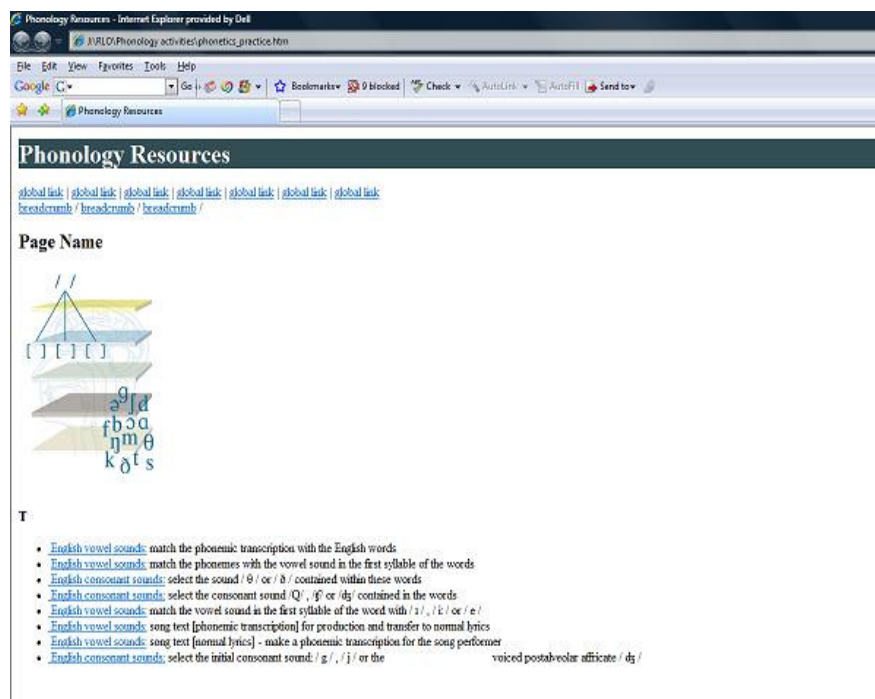 Phonology Resources - Internet Explorer provided by Dell
J:\RLO\Phonology activities\phonetics_practice.htm
File Edit View Favorites Tools Help
Google G Go Bookmarks 9 blocked Check AutoLink AutoFill Send to
Phonology Resources
Phonology Resources
global link | global link | global link | global link | global link | global link | global link
breadcrumb / breadcrumb / breadcrumb /
Page Name
/ /
[ ] [ ] [ ]
ə g ʃ d
f b ɔ ɑ
ŋ m θ
k ð t s
T
English vowel sounds: match the phonemic transcription with the English words
English vowel sounds: match the phonemes with the vowel sound in the first syllable of the words
English consonant sounds: select the sound / θ / or / ð / contained within these words
English consonant sounds: select the consonant sound /Q/ , /ʧ/ or /ʤ/ contained in the words
English vowel sounds: match the vowel sound in the first syllable of the word with / ɪ / , / i: / or / e /
English vowel sounds: song text [phonemic transcription] for production and transfer to normal lyrics
English vowel sounds: song text [normal lyrics] - make a phonemic transcription for the song performer
English consonant sounds: select the initial consonant sound: / g / , / j / or the voiced postalveolar affricate / ʤ /